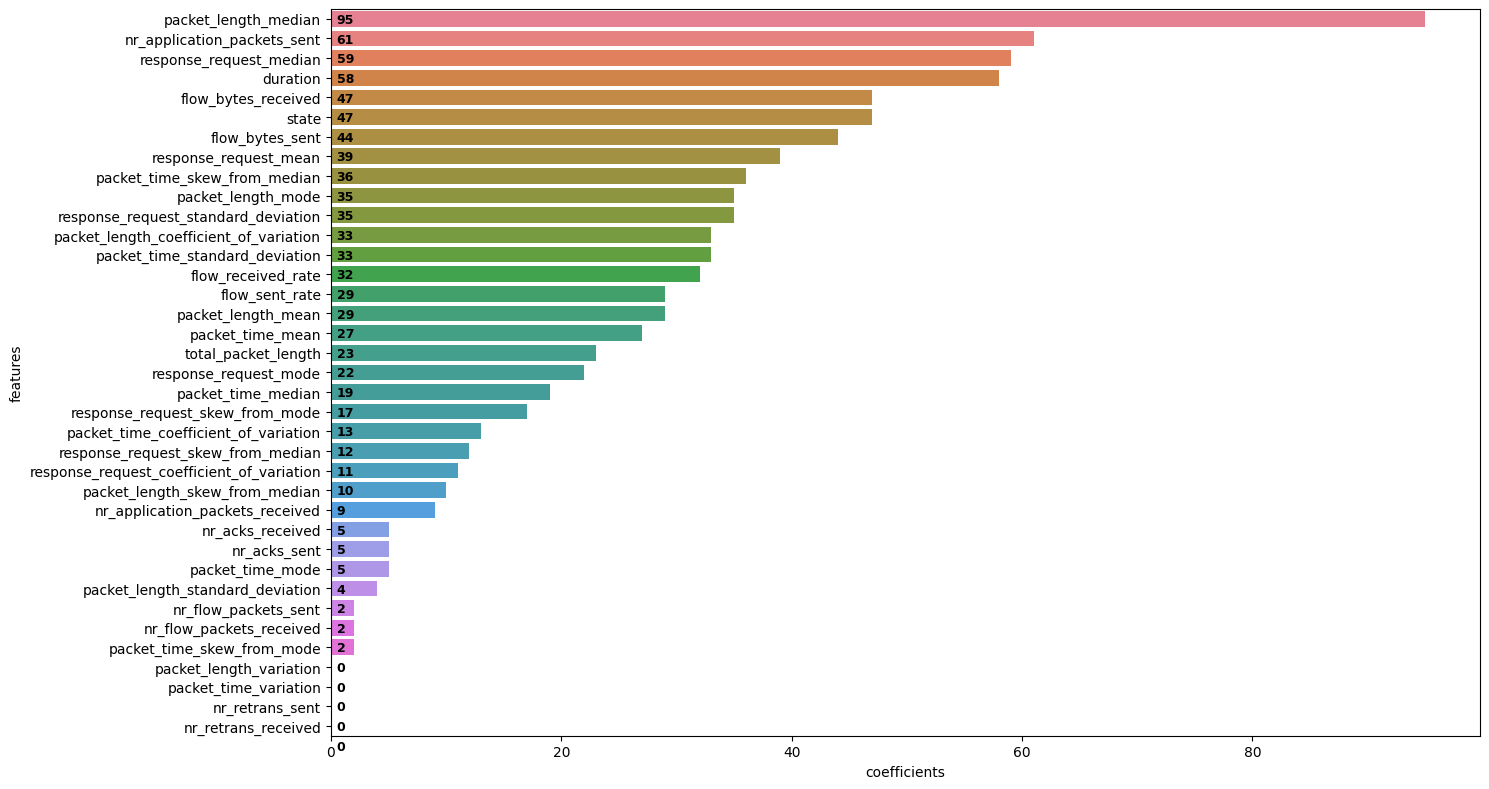 packet_length_median 95
nr_application_packets_sent 61
response_request_median 59
duration 58
flow_bytes_received 47
state 47
flow_bytes_sent 44
response_request_mean 39
packet_time_skew_from_median 36
packet_length_mode 35
response_request_standard_deviation 35
packet_length_coefficient_of_variation 33
packet_time_standard_deviation 33
flow_received_rate 32
flow_sent_rate 29
packet_length_mean 29
packet_time_mean 27
total_packet_length 23
response_request_mode 22
packet_time_median 19
response_request_skew_from_mode 17
packet_time_coefficient_of_variation 13
response_request_skew_from_median 12
response_request_coefficient_of_variation 11
packet_length_skew_from_median 10
nr_application_packets_received 9
nr_acks_received 5
nr_acks_sent 5
packet_time_mode 5
packet_length_standard_deviation 4
nr_flow_packets_sent 2
nr_flow_packets_received 2
packet_time_skew_from_mode 2
packet_length_variation 0
packet_time_variation 0
nr_retrans_sent 0
nr_retrans_received 0
0
features
0 20 40 60 80
coefficients